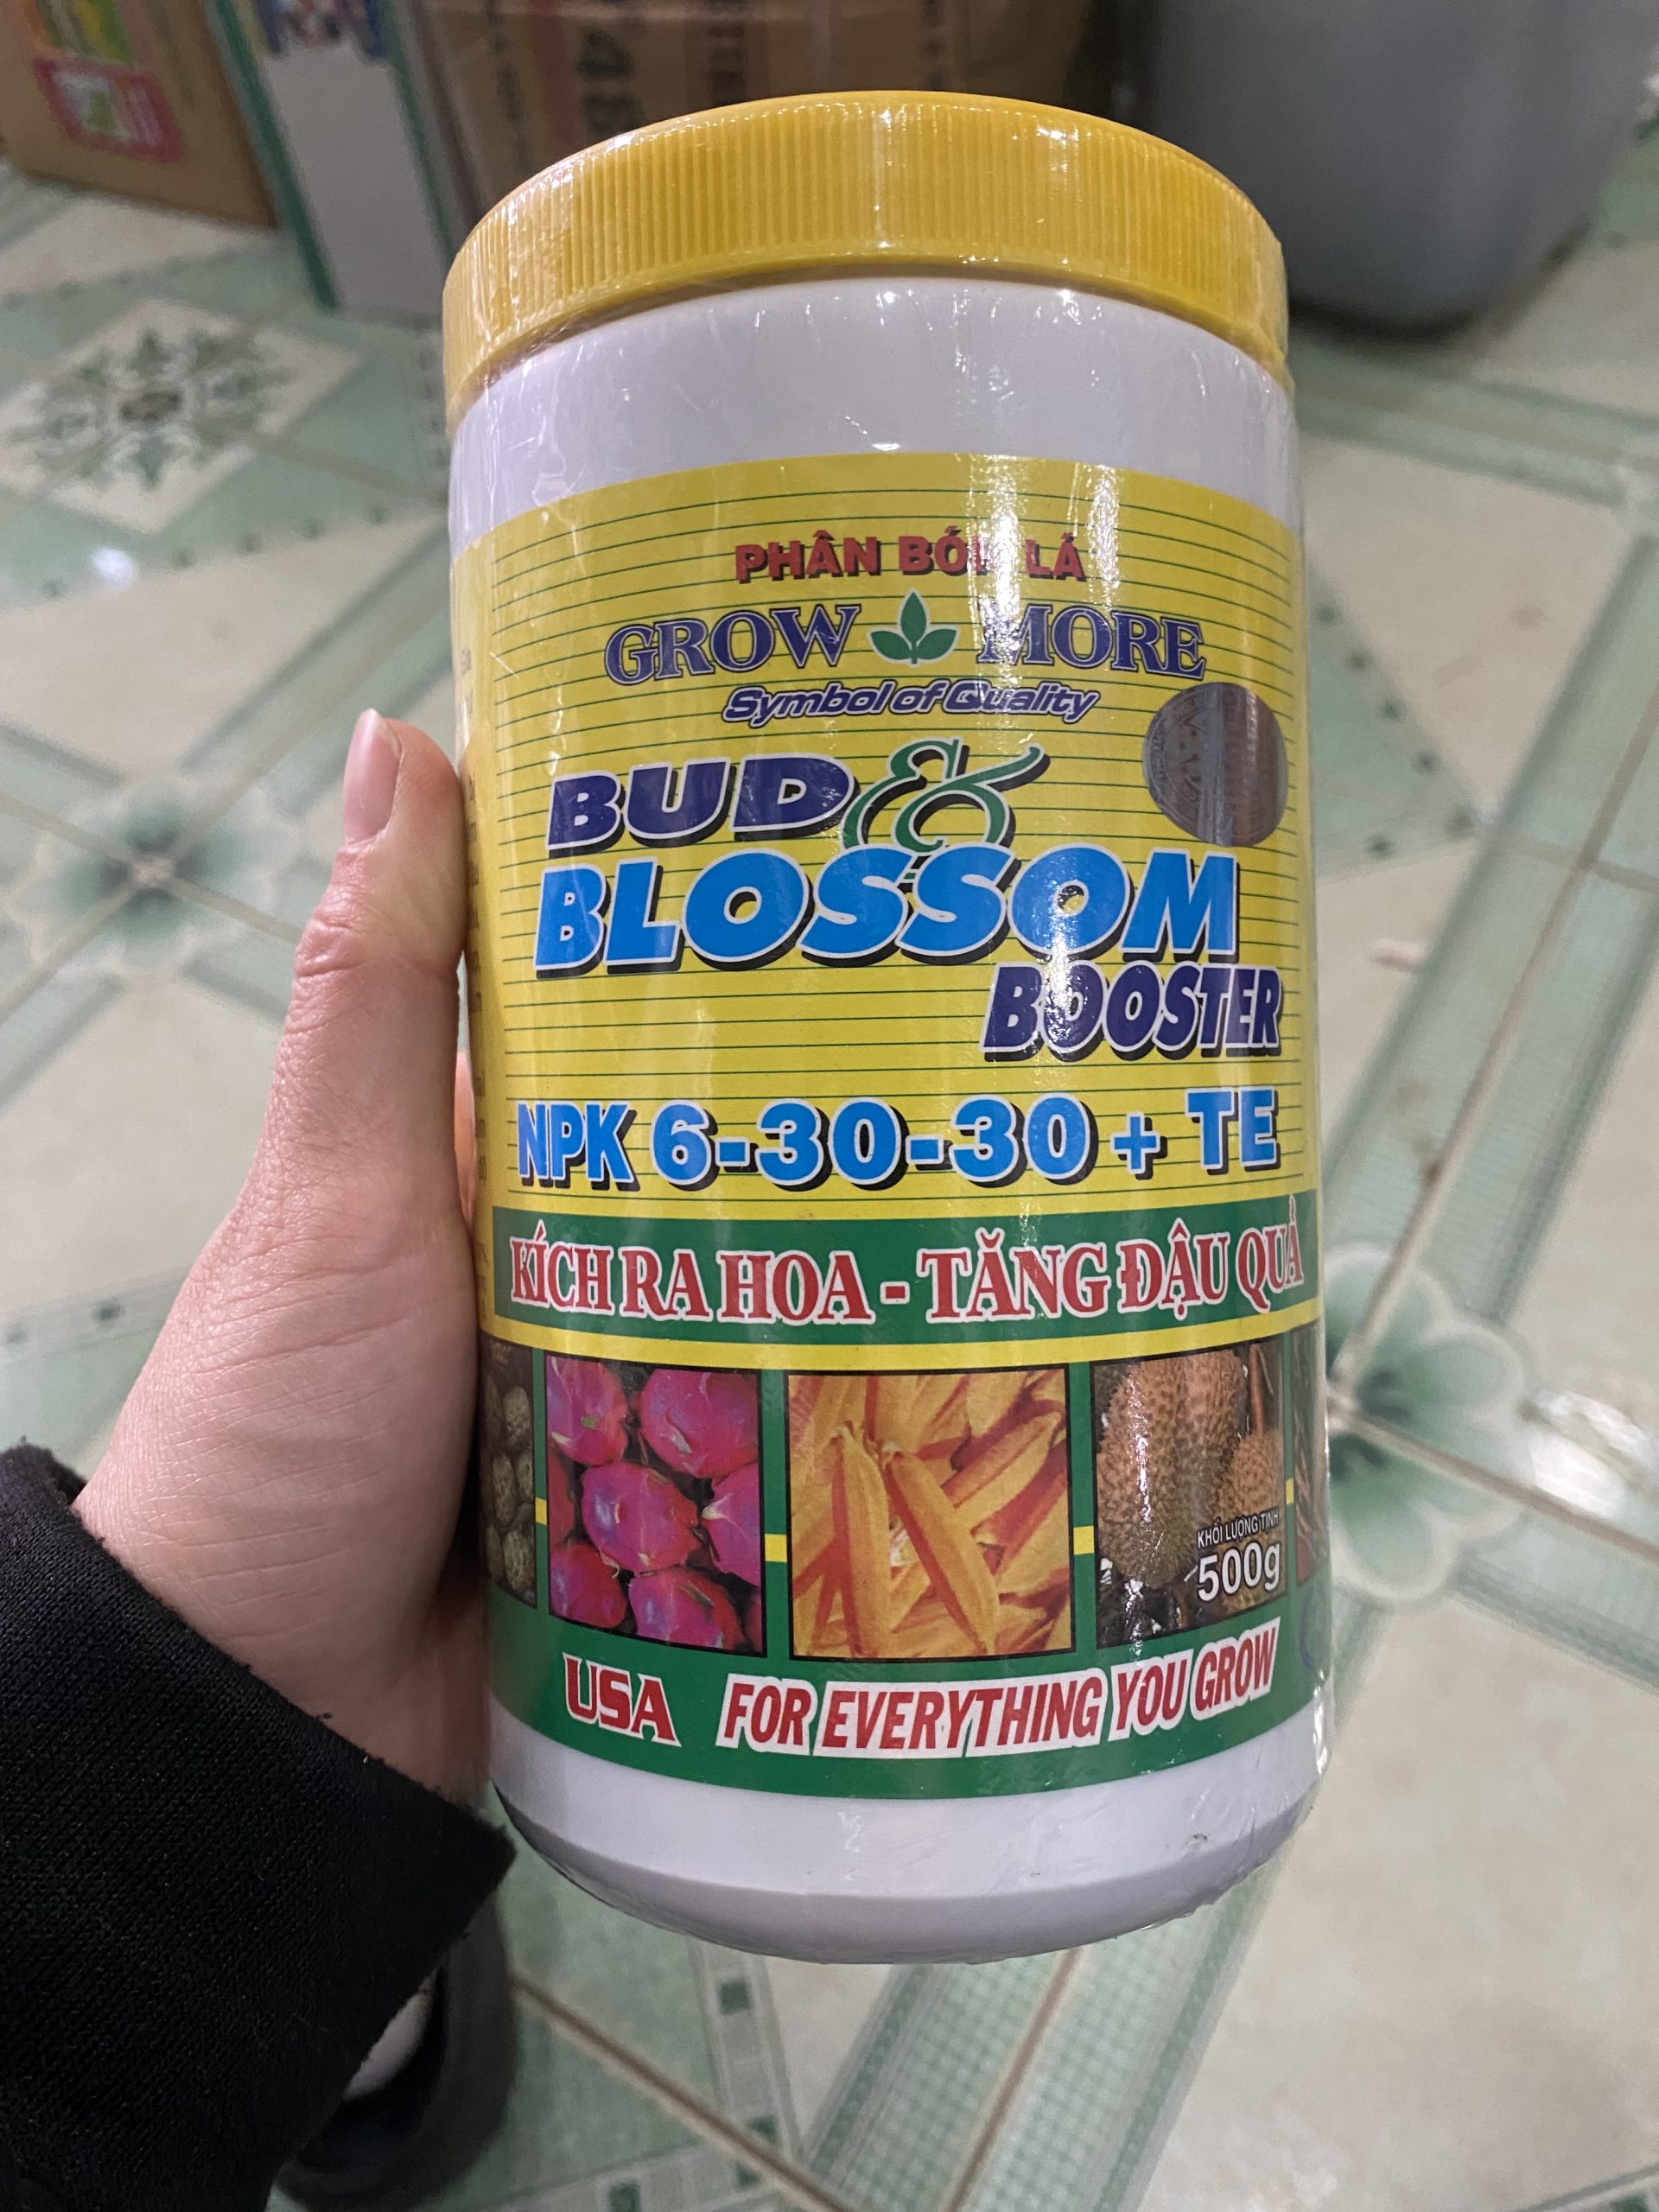 PHÂN BÓN LÁ
GROW MORE
Symbol of Quality
BUD &
BLOSSOM
BOOSTER
NPK 6-30-30 + TE
KÍCH RA HOA - TĂNG ĐẬU QUẢ
KHỐI LƯỢNG TỊNH
500g
USA FOR EVERYTHING YOU GROW